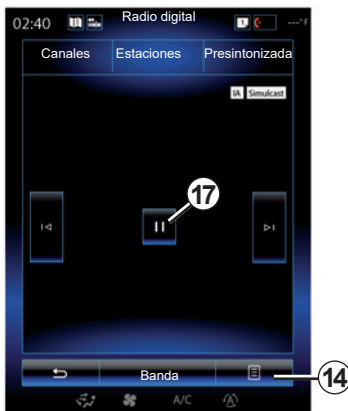 02:40 Radio digital ---°F
Canales Estaciones Presintonizada
IA Simulcast
17
Banda
14
A/C